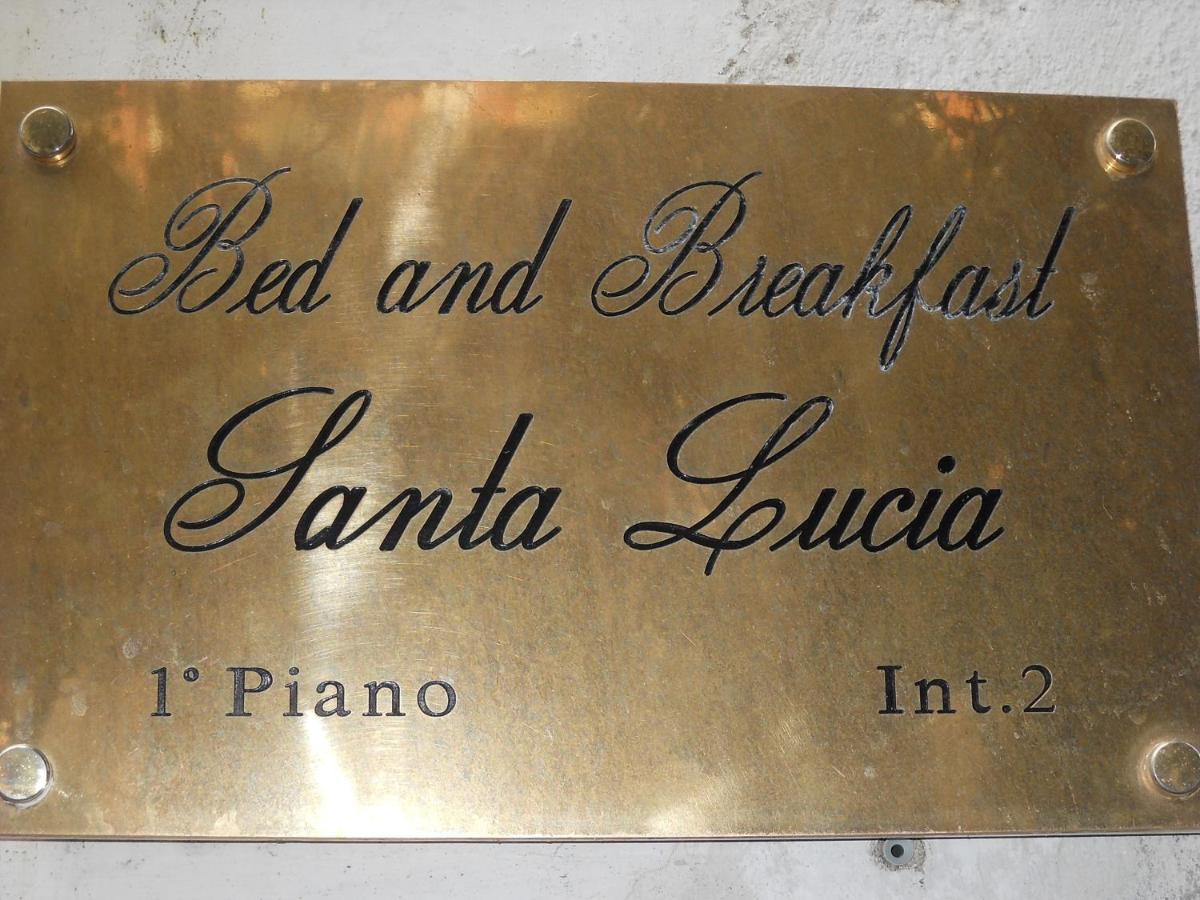 Bed and Breakfast
Santa Lucia
1° Piano Int.2